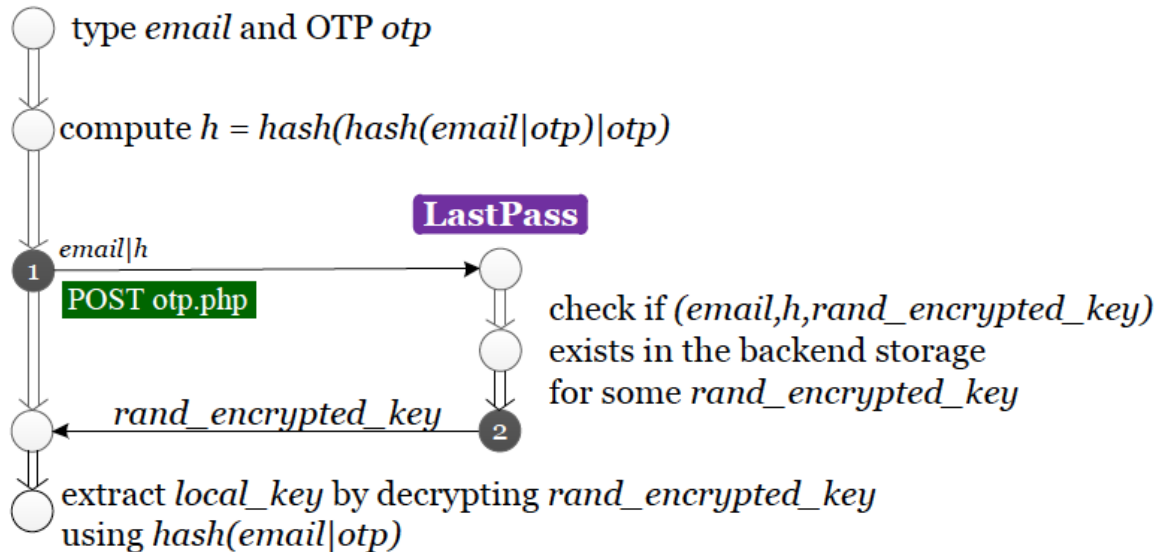 type email and OTP otp
compute h = hash(hash(email|otp)|otp)
LastPass
email|h
1
POST otp.php
check if (email,h,rand_encrypted_key)
exists in the backend storage
for some rand_encrypted_key
rand_encrypted_key
2
extract local_key by decrypting rand_encrypted_key
using hash(email|otp)